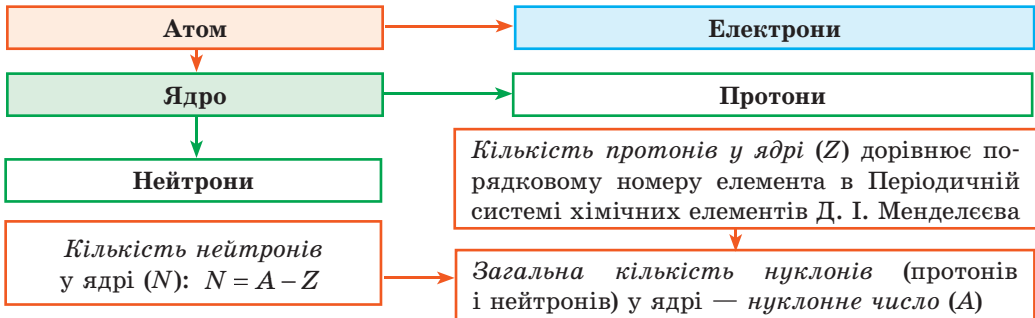 Атом
Електрони
Ядро
Протони
Нейтрони
Кількість протонів у ядрі (Z) дорівнює по-
рядковому номеру елемента в Періодичній
системі хімічних елементів Д. І. Менделєєва
Кількість нейтронів
у ядрі (N): N = A – Z
Загальна кількість нуклонів (протонів
і нейтронів) у ядрі — нуклонне число (A)